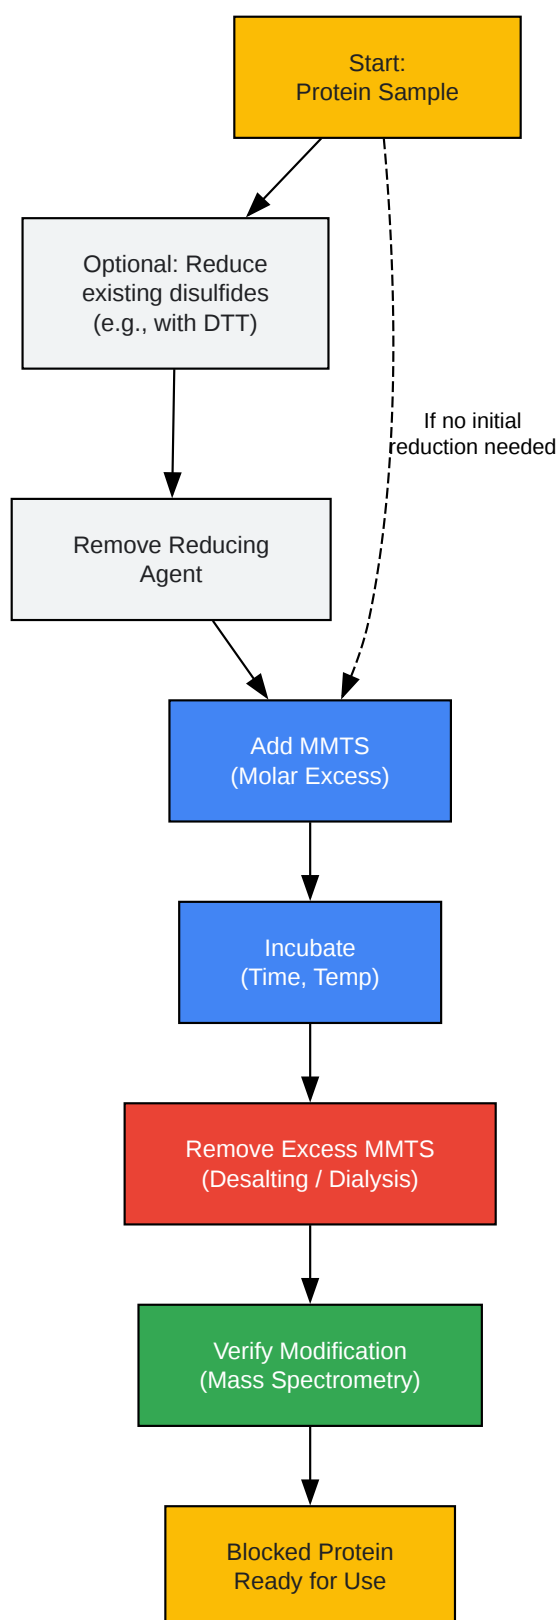 Start:
Protein Sample
Optional: Reduce
existing disulfides
(e.g., with DTT)
If no initial
reduction needed
Remove Reducing
Agent
Add MMTS
(Molar Excess)
Incubate
(Time, Temp)
Remove Excess MMTS
(Desalting / Dialysis)
Verify Modification
(Mass Spectrometry)
Blocked Protein
Ready for Use